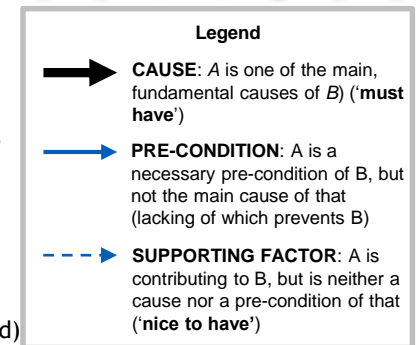 Legend
CAUSE: A is one of the main,
fundamental causes of B) (‘must
have’)
PRE-CONDITION: A is a
necessary pre-condition of B, but
not the main cause of that
(lacking of which prevents B)
SUPPORTING FACTOR: A is
contributing to B, but is neither a
cause nor a pre-condition of that
(‘nice to have’)
d)